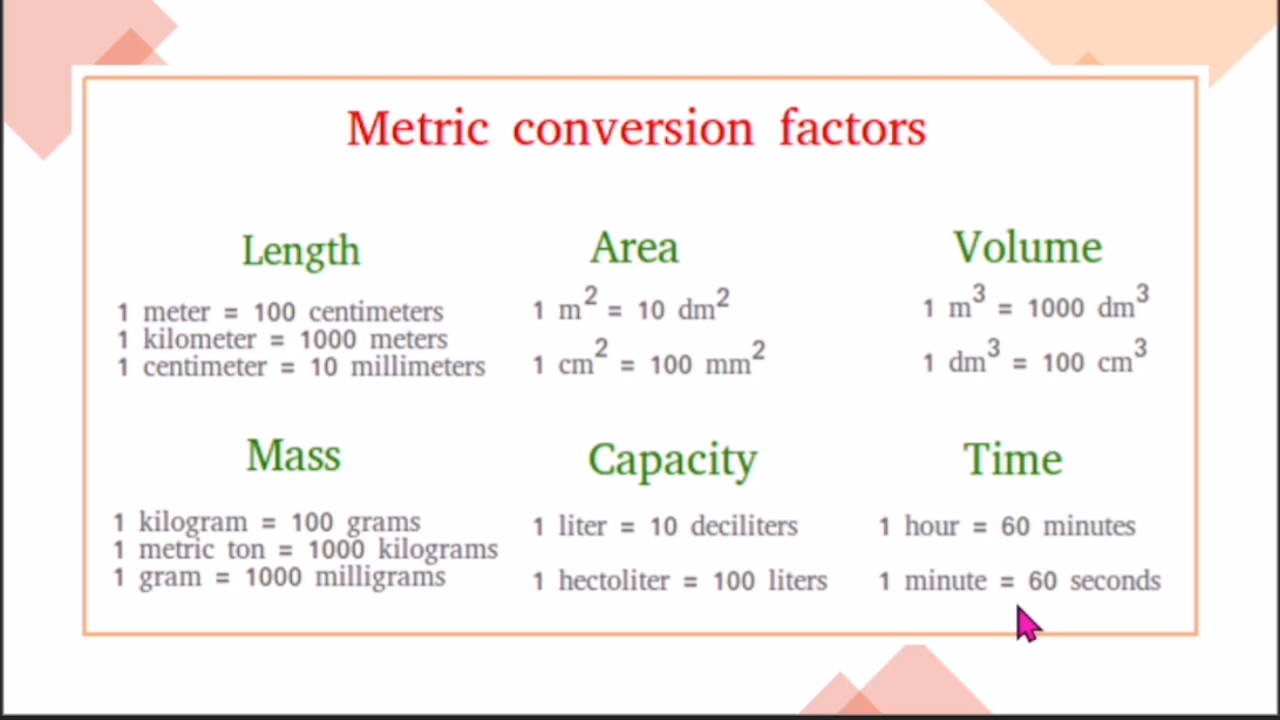 Metric conversion factors
Length
1 meter = 100 centimeters
1 kilometer = 1000 meters
1 centimeter = 10 millimeters
Area
1 m² = 10 dm²
1 cm² = 100 mm²
Volume
1 m³ = 1000 dm³
1 dm³ = 100 cm³
Mass
1 kilogram = 100 grams
1 metric ton = 1000 kilograms
1 gram = 1000 milligrams
Capacity
1 liter = 10 deciliters
1 hectoliter = 100 liters
Time
1 hour = 60 minutes
1 minute = 60 seconds